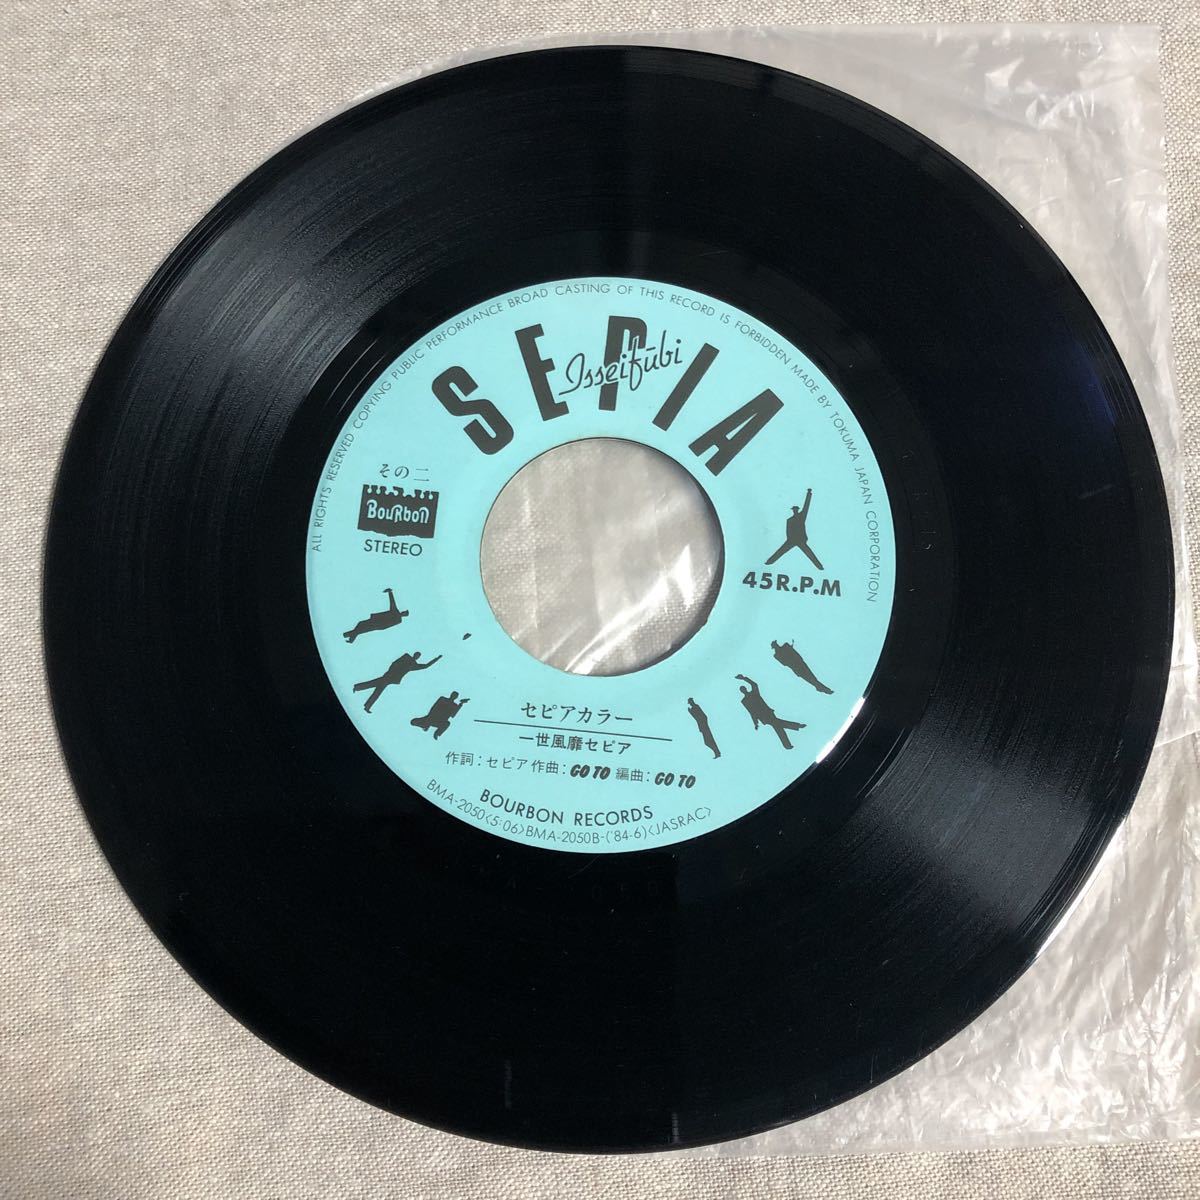 ALL RIGHTS RESERVED COPYING PUBLIC PERFORMANCE BROAD CASTING OF THIS RECORD IS FORBIDDEN MADE BY TOKUMA JAPAN CORPORATION
SEPIA
Isseifūbi
その二
BouRboN
STEREO
45R.P.M
セピアカラー
一世風靡セピア
作詞:セピア 作曲:GO TO 編曲:GO TO
BOURBON RECORDS
BMA-2050<5:06>BMA-2050B-('84-6)<JASRAC>